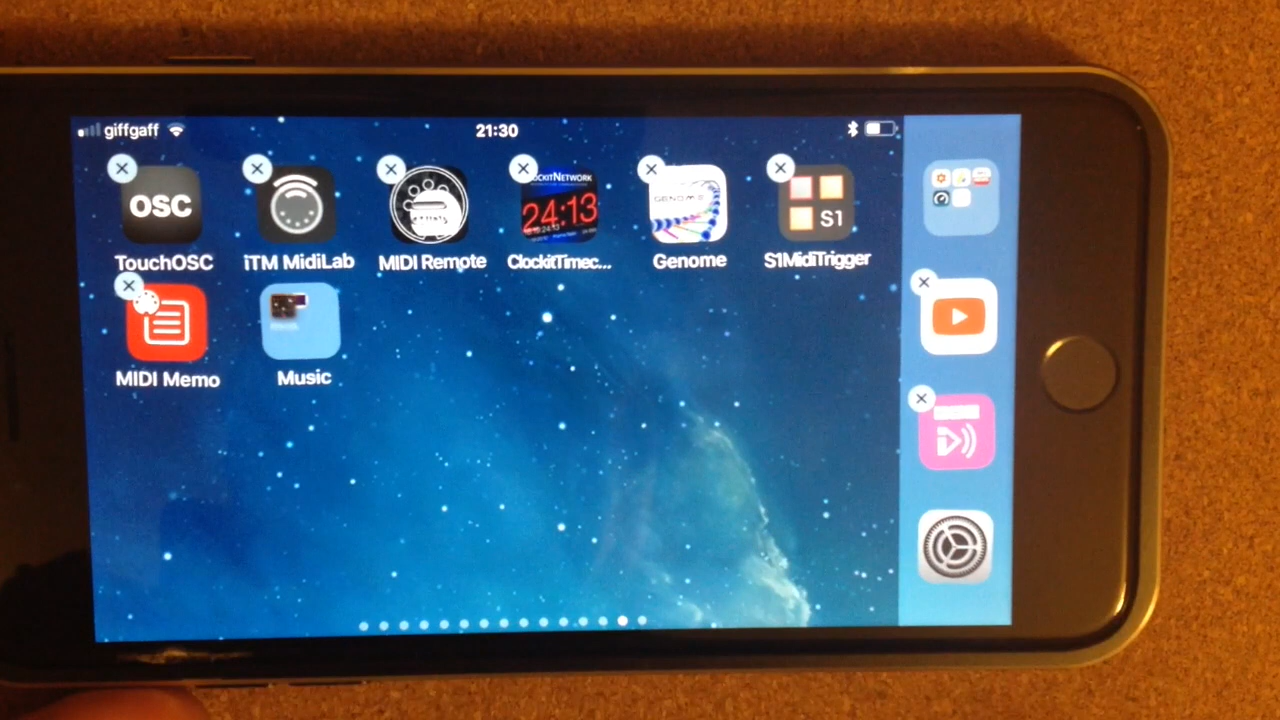 giffgaff 21:30
OSC
TouchOSC
iTM MidiLab
MIDI Remote
CLOCKITNETWORK
24:13
ClockitTimec...
GENOME
Genome
S1
S1MidiTrigger
MIDI Memo
Music